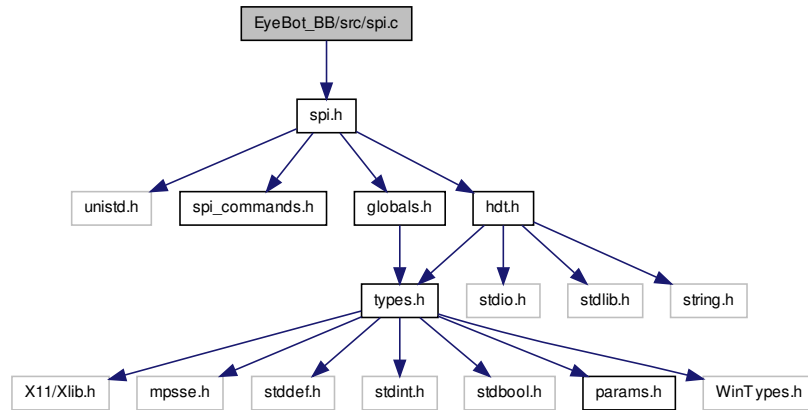 EyeBot_BB/src/spi.c
spi.h
unistd.h
spi_commands.h
globals.h
hdt.h
types.h
stdio.h
stdlib.h
string.h
X11/Xlib.h
mpsse.h
stddef.h
stdint.h
stdbool.h
params.h
WinTypes.h